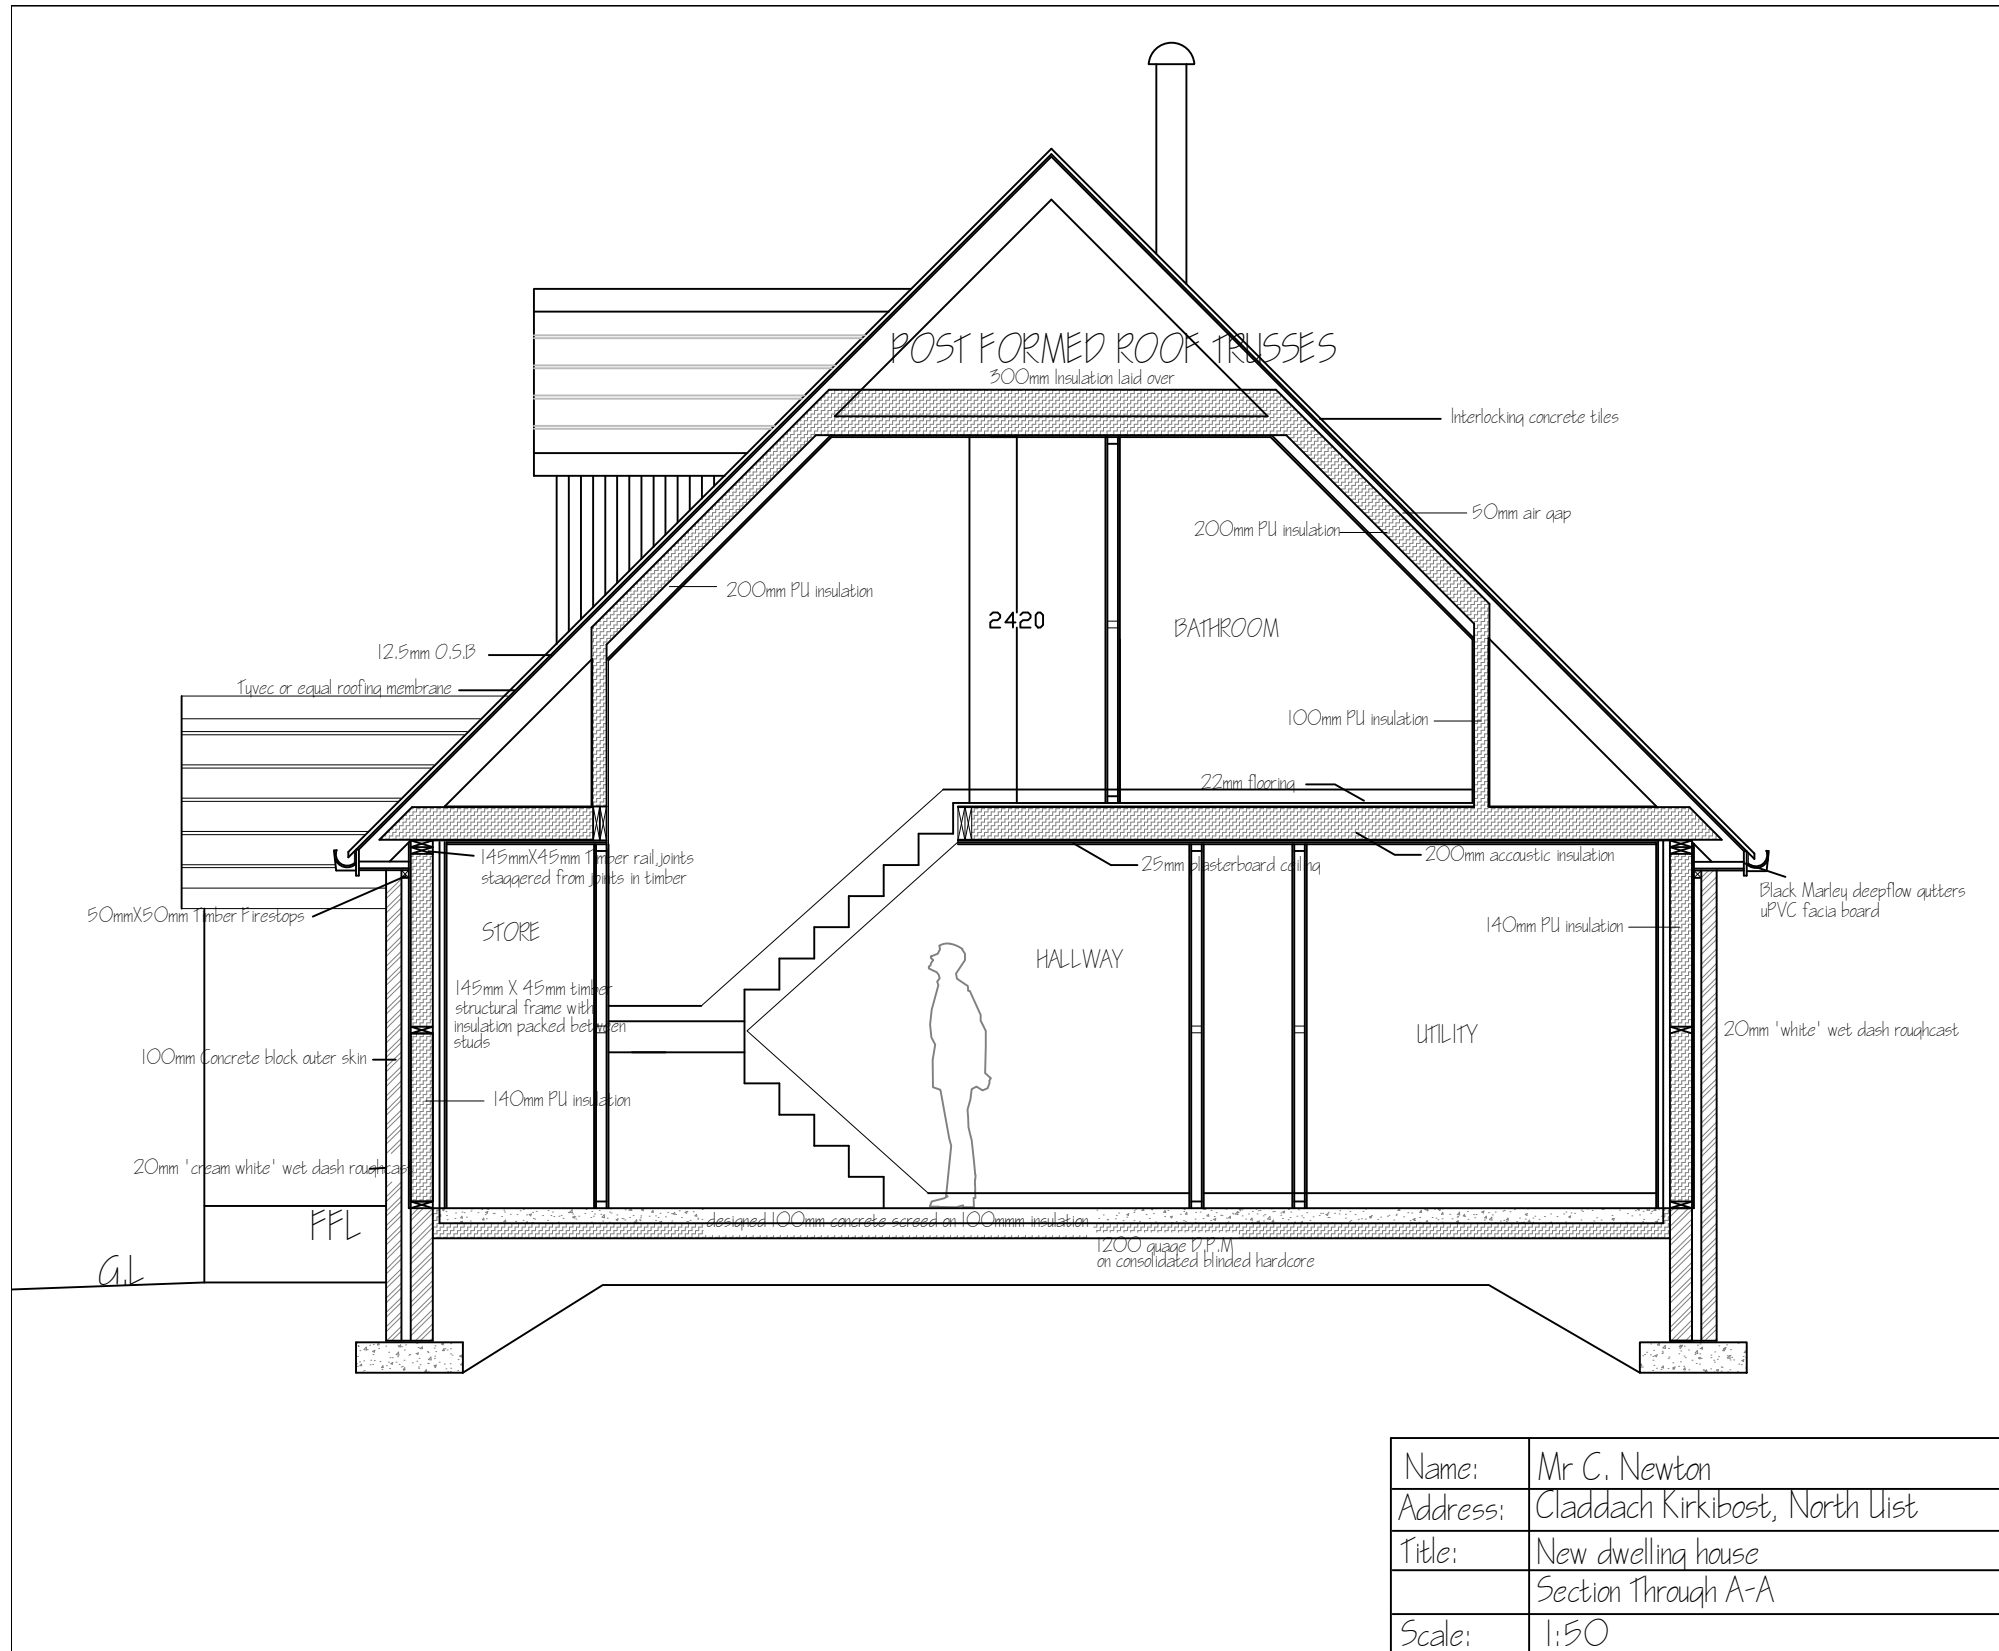 POST FORMED ROOF TRUSSES
300mm Insulation laid over
Interlocking concrete tiles
50mm air gap
200mm PU insulation
200mm PU insulation
2420
BATHROOM
12.5mm O.S.B
Tyvec or equal roofing membrane
100mm PU insulation
22mm flooring
145mmX45mm Timber rail,joints
staggered from joints in timber
25mm plasterboard ceiling
200mm accoustic insulation
Black Marley deepflow gutters
uPVC facia board
50mmX50mm Timber Firestops
STORE
140mm PU insulation
HALLWAY
145mm X 45mm timber
structural frame with
insulation packed between
studs
UTILITY
20mm 'white' wet dash roughcast
100mm Concrete block outer skin
140mm PU insulation
20mm 'cream white' wet dash roughcast
FFL
designed 100mm concrete screed on 100mmm insulation
1200 guage D.P.M
on consolidated blinded hardcore
G.L
Name: Mr C. Newton
Address: Claddach Kirkibost, North Uist
Title: New dwelling house
Section Through A-A
Scale: 1:50